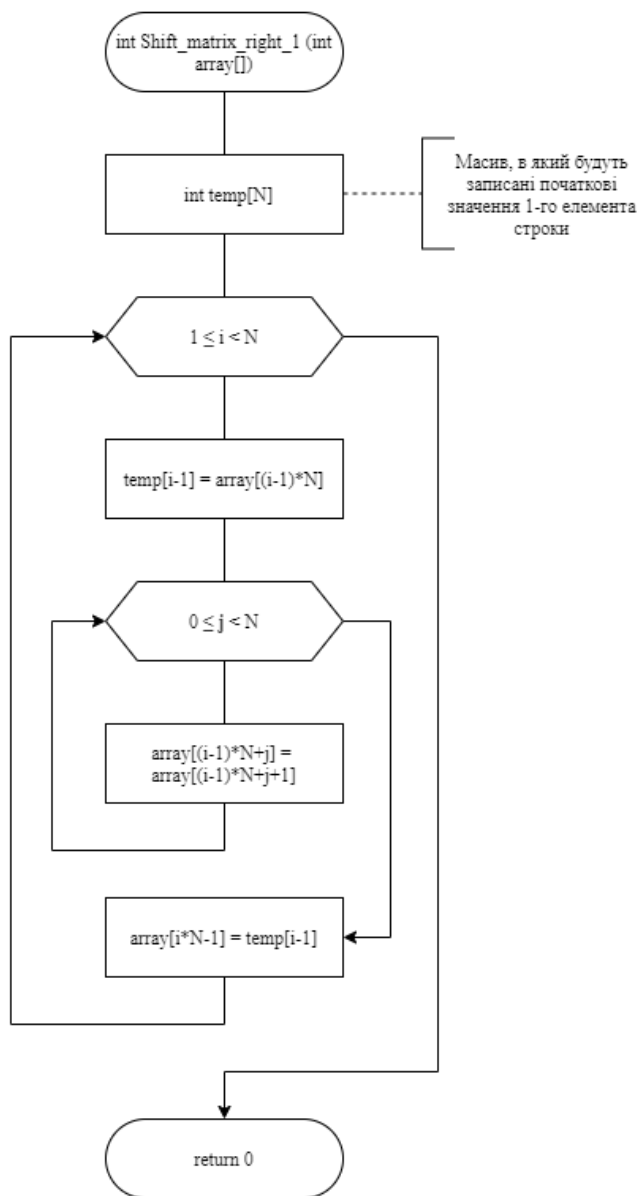 int Shift_matrix_right_1 (int
array[])
int temp[N]
Масив, в який будуть
записані початкові
значення 1-го елемента
строки
1 ≤ i < N
temp[i-1] = array[(i-1)*N]
0 ≤ j < N
array[(i-1)*N+j] =
array[(i-1)*N+j+1]
array[i*N-1] = temp[i-1]
return 0